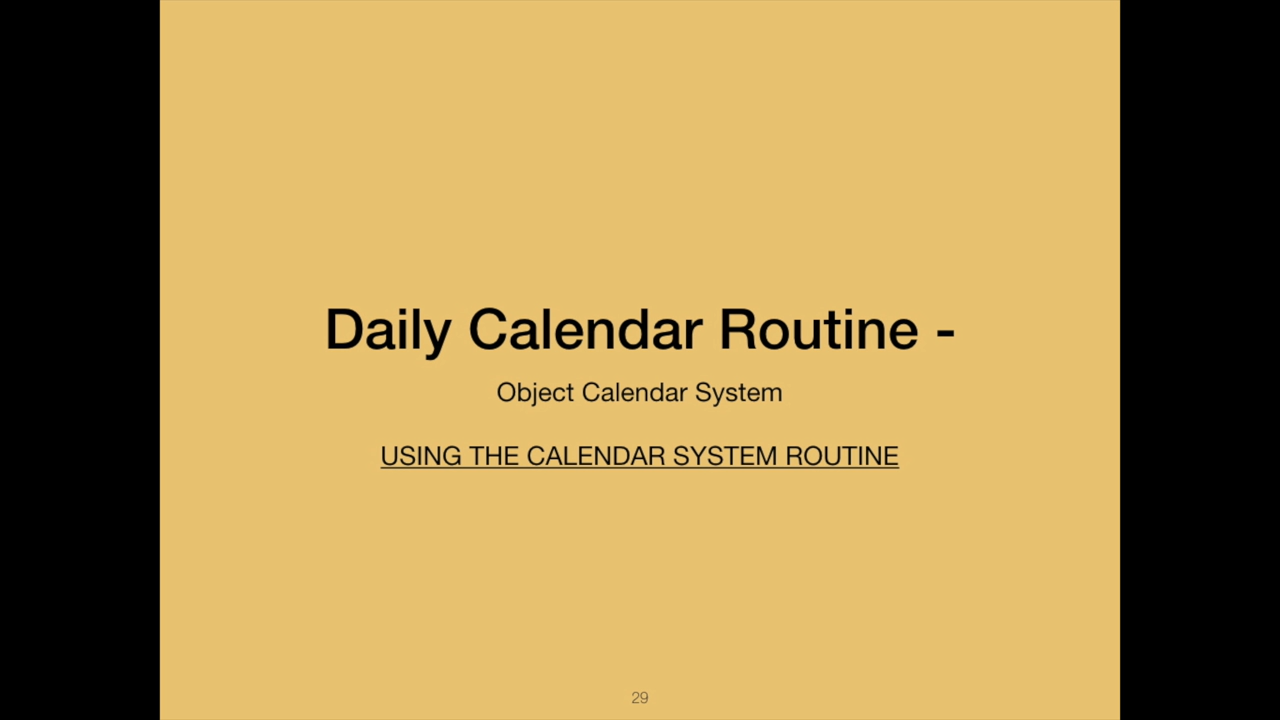 Daily Calendar Routine -
Object Calendar System
USING THE CALENDAR SYSTEM ROUTINE
29